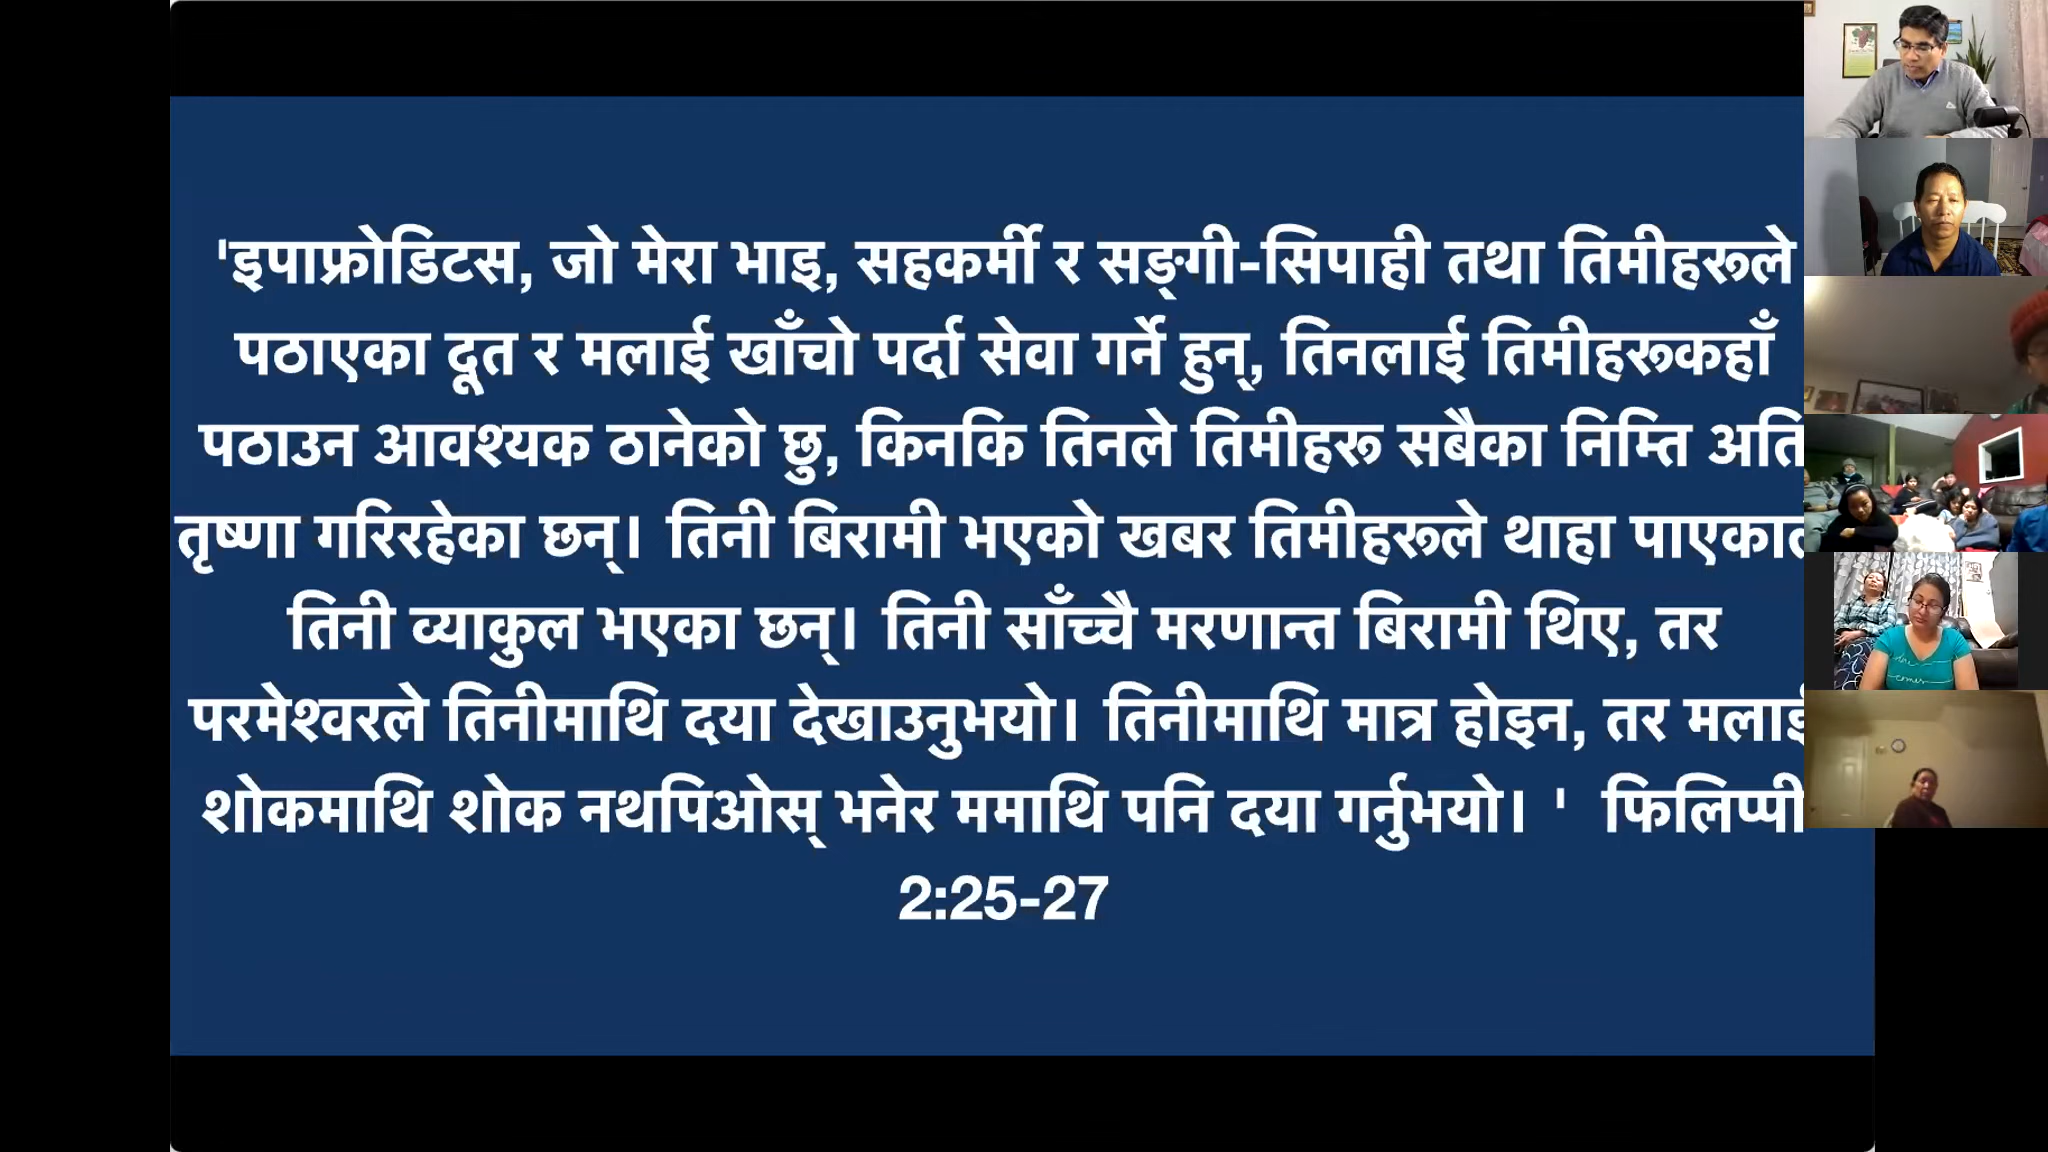 'इपाफ्रोडिटस, जो मेरा भाइ, सहकर्मी र सङ्गी-सिपाही तथा तिमीहरूले
पठाएका दूत र मलाई खाँचो पर्दा सेवा गर्ने हुन्, तिनलाई तिमीहरूकहाँ
पठाउन आवश्यक ठानेको छु, किनकि तिनले तिमीहरू सबैका निम्ति अति
तृष्णा गरिरहेका छन्। तिनी बिरामी भएको खबर तिमीहरूले थाहा
तिनी व्याकुल भएका छन्। तिनी साँच्चै मरणान्त बिरामी थिए, तर
परमेश्वरले तिनीमाथि दया देखाउनुभयो। तिनीमाथि मात्र होइन, तर मलाई
शोकमाथि शोक नथपिओस् भनेर ममाथि पनि दया गर्नुभयो। ' फिलिप्पी
2:25-27